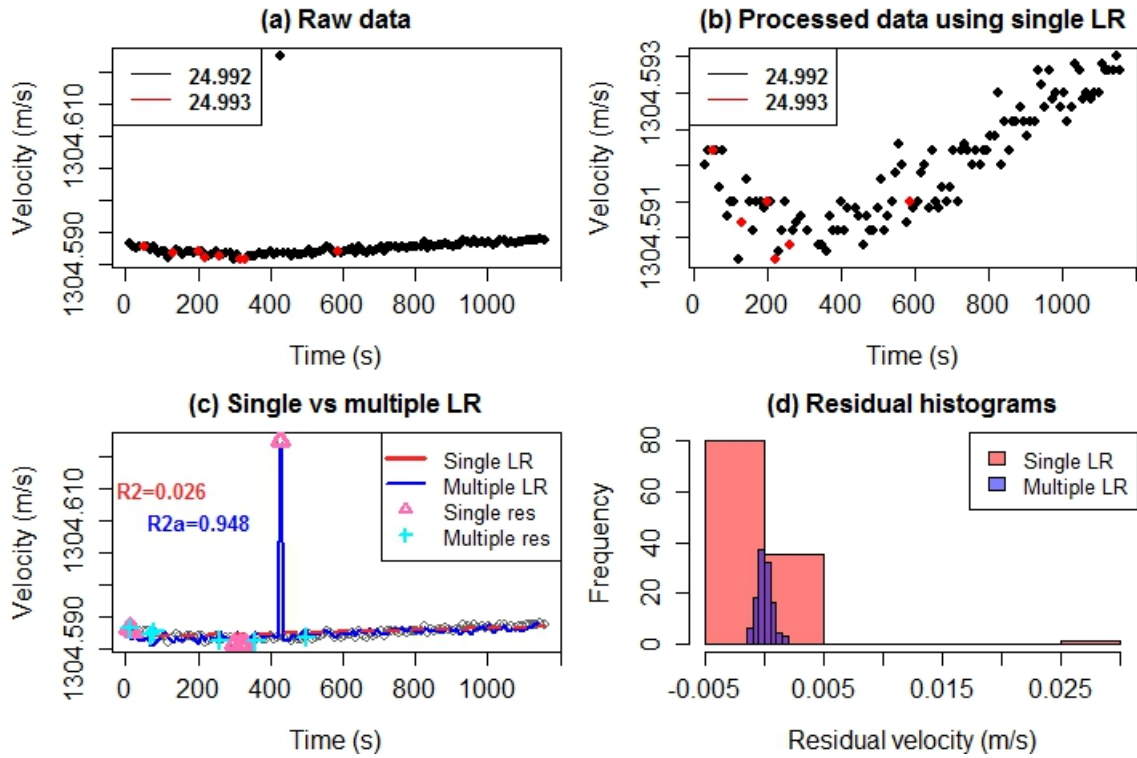 (a) Raw data
Velocity (m/s)
1304.610
1304.590
24.992
24.993
0 200 400 600 800 1000
Time (s)
(b) Processed data using single LR
Velocity (m/s)
1304.593
1304.591
24.992
24.993
0 200 400 600 800 1000
Time (s)
(c) Single vs multiple LR
Velocity (m/s)
1304.610
1304.590
R2=0.026
R2a=0.948
Single LR
Multiple LR
Single res
Multiple res
0 200 400 600 800 1000
Time (s)
(d) Residual histograms
Frequency
80
60
40
20
0
Single LR
Multiple LR
-0.005 0.005 0.015 0.025
Residual velocity (m/s)